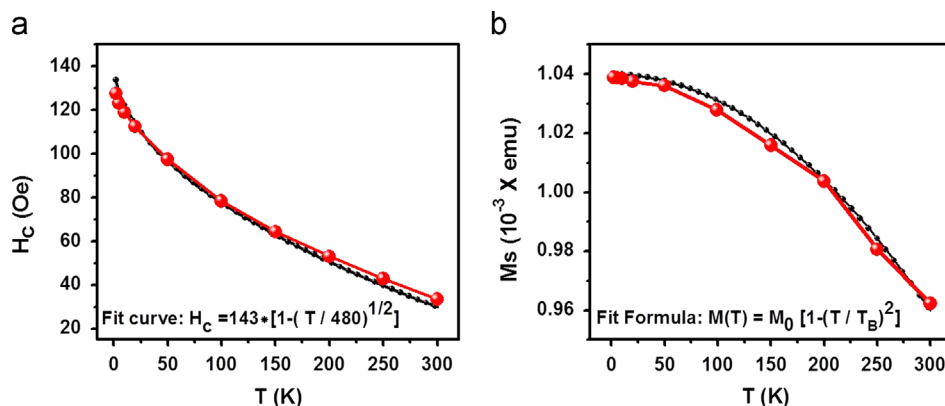 a
b
140
120
100
80
60
40
20
H_C (Oe)
Fit curve: H_C =143*[1-( T / 480)^1/2]
0 50 100 150 200 250 300
T (K)
1.04
1.02
1.00
0.98
0.96
Ms (10^-3 X emu)
Fit Formula: M(T) = M_0 [1-(T / T_B)^2]
0 50 100 150 200 250 300
T (K)